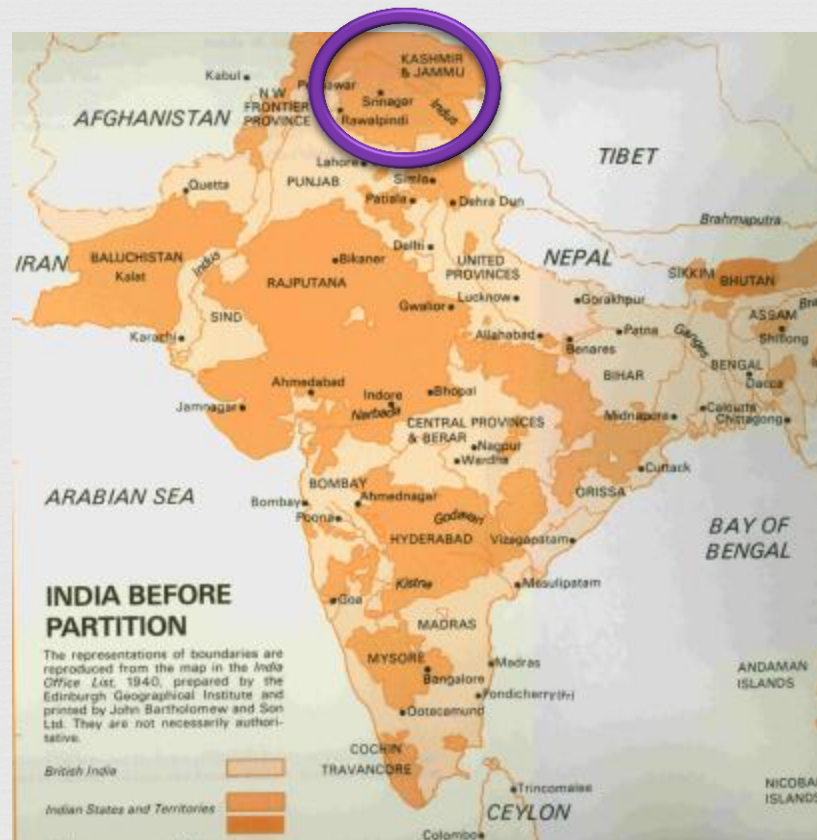 KASHMIR
& JAMMU
Kabul
Peshawar
Srinagar
N W
FRONTIER
PROVINCE
Indus
Rawalpindi
AFGHANISTAN
TIBET
Lahore
PUNJAB
Simla
Quetta
Patiala
Dehra Dun
Brahmaputra
Delhi
IRAN
BALUCHISTAN
Kalat
Indus
Bikaner
RAJPUTANA
UNITED
PROVINCES
NEPAL
SIKKIM
BHUTAN
Lucknow
Gorakhpur
Gwalior
SIND
ASSAM
Karachi
Allahabad
Patna
Ganges
Shillong
Benares
BENGAL
BIHAR
Dacca
Ahmedabad
Indore
Bhopal
Jamnagar
Narbada
Midnapore
Calcutta
Chittagong
CENTRAL PROVINCES
& BERAR
Nagpur
Wardha
Cuttack
BOMBAY
ORISSA
ARABIAN SEA
Bombay
Ahmednagar
Poona
Godavari
HYDERABAD
Vizagapatam
BAY OF
BENGAL
Kistna
Masulipatam
Goa
INDIA BEFORE
PARTITION
MADRAS
The representations of boundaries are
reproduced from the map in the India
Office List, 1940, prepared by the
Edinburgh Geographical Institute and
printed by John Bartholomew and Son
Ltd. They are not necessarily authori-
tative.
MYSORE
Madras
Bangalore
ANDAMAN
ISLANDS
Pondicherry (Fr)
Ootacamund
COCHIN
TRAVANCORE
British India
Trincomalee
Indian States and Territories
CEYLON
Colombo